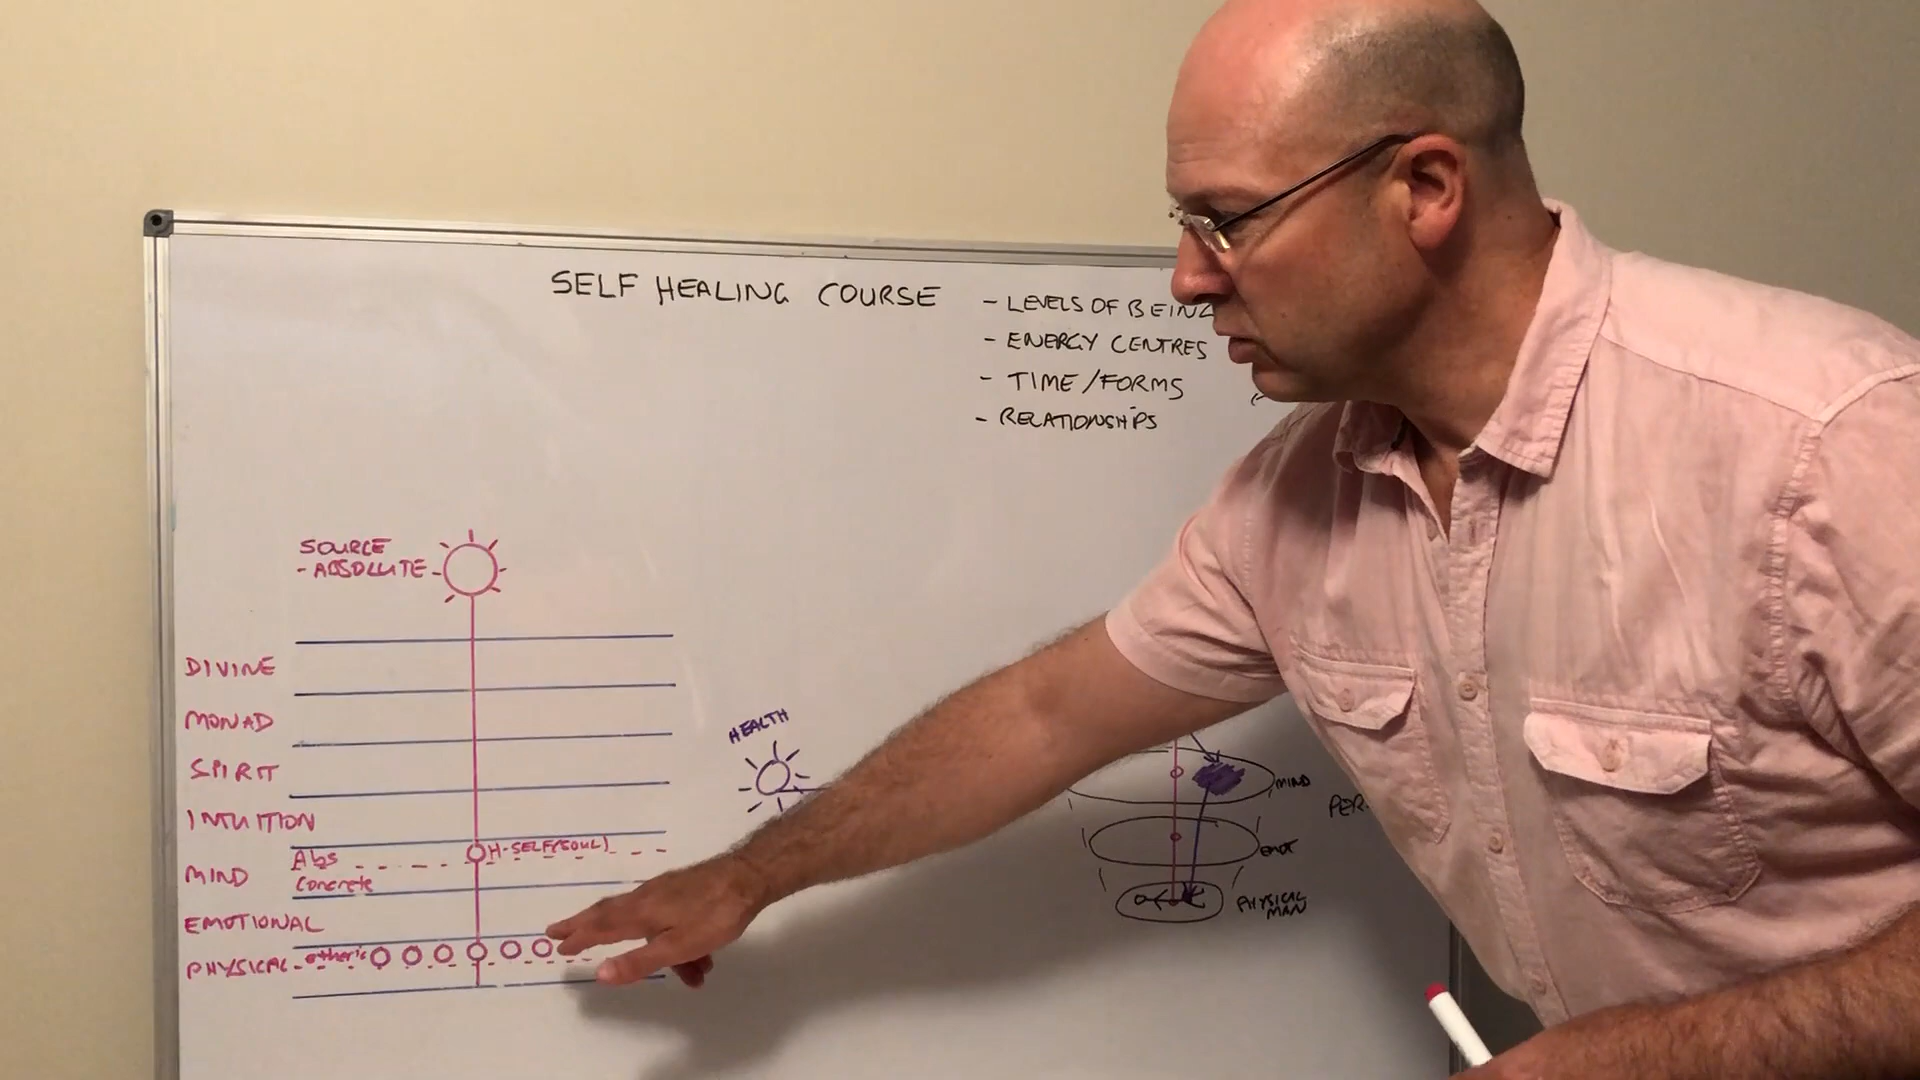 SELF HEALING COURSE
- LEVELS OF BEING
- ENERGY CENTRES
- TIME/FORMS
- RELATIONSHIPS
SOURCE
- ABSOLUTE -
DIVINE
MONAD
SPIRIT
INTUITION
MIND
Abs
H-SELF(SOUL)
Concrete
EMOTIONAL
PHYSICAL
etheric
HEALTH
MIND
PER
EMOT
PHYSICAL
MAN